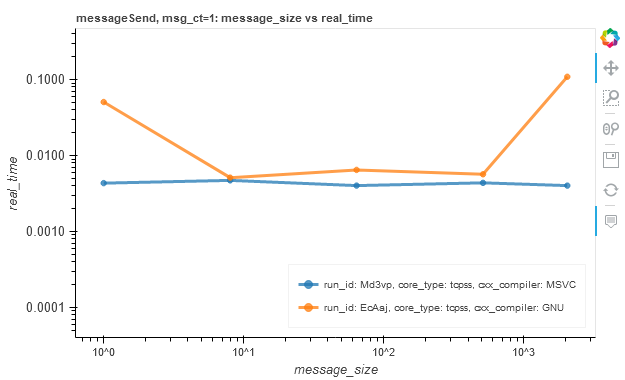 messageSend, msg_ct=1: message_size vs real_time
0.1000
0.0100
0.0010
0.0001
real_time
10^0
10^1
10^2
10^3
message_size
run_id: Md3vp, core_type: tcpss, cxx_compiler: MSVC
run_id: EcAaj, core_type: tcpss, cxx_compiler: GNU